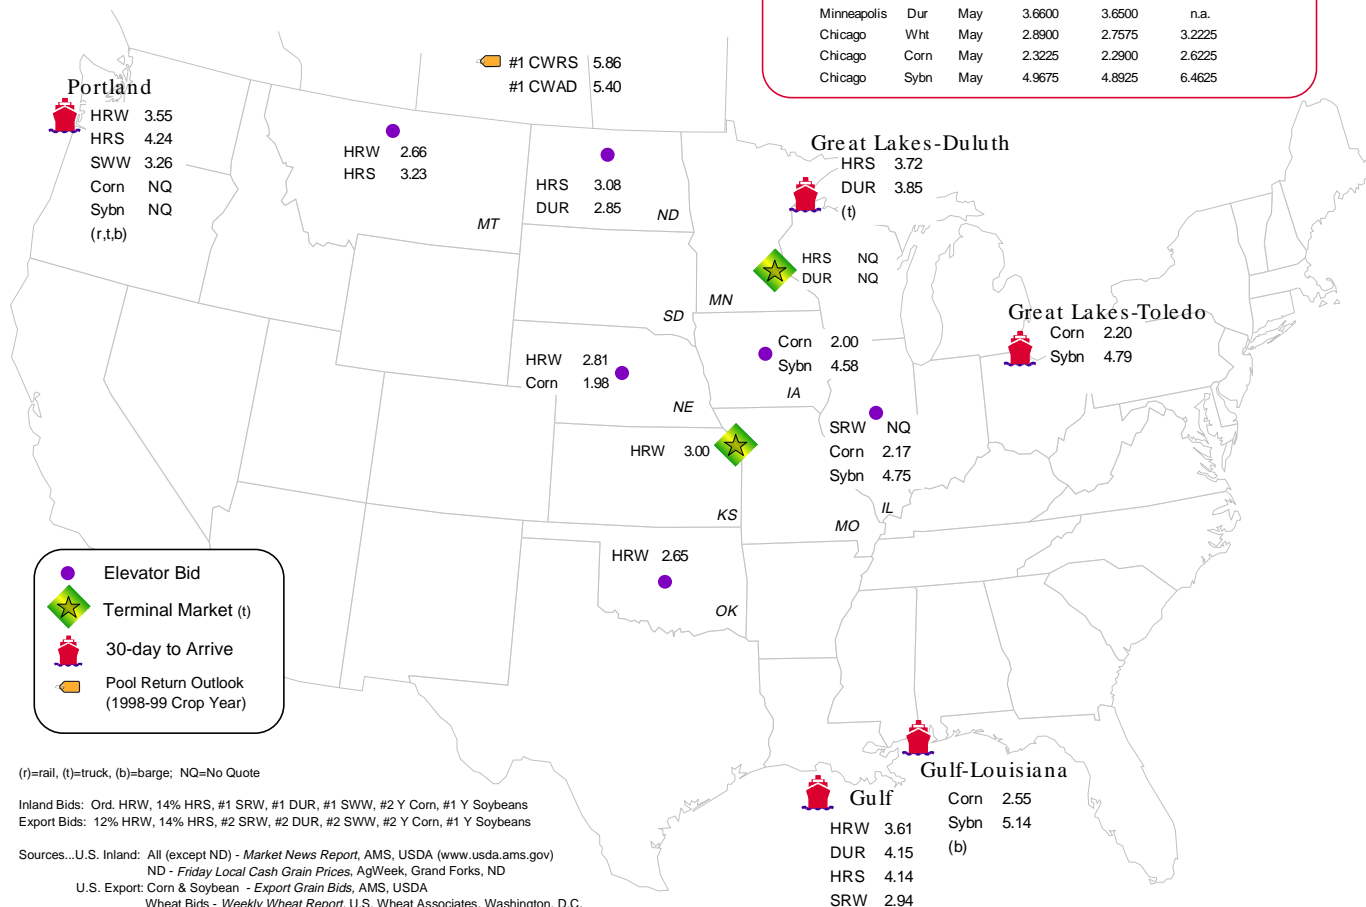 Minneapolis Dur May 3.6600 3.6500 n.a.
Chicago Wht May 2.8900 2.7575 3.2225
Chicago Corn May 2.3225 2.2900 2.6225
Chicago Sybn May 4.9675 4.8925 6.4625
#1 CWRS 5.86
#1 CWAD 5.40
Portland
HRW 3.55
HRS 4.24
SWW 3.26
Corn NQ
Sybn NQ
(r,t,b)
HRW 2.66
HRS 3.23
MT
HRS 3.08
DUR 2.85
ND
Great Lakes-Duluth
HRS 3.72
DUR 3.85
(t)
HRS NQ
DUR NQ
MN
SD
Great Lakes-Toledo
Corn 2.20
Sybn 4.79
Corn 2.00
Sybn 4.58
IA
HRW 2.81
Corn 1.98
NE
SRW NQ
Corn 2.17
Sybn 4.75
IL
HRW 3.00
KS
MO
HRW 2.65
OK
Elevator Bid
Terminal Market (t)
30-day to Arrive
Pool Return Outlook
(1998-99 Crop Year)
Gulf-Louisiana
Corn 2.55
Sybn 5.14
(b)
Gulf
HRW 3.61
DUR 4.15
HRS 4.14
SRW 2.94
(r)=rail, (t)=truck, (b)=barge; NQ=No Quote
Inland Bids: Ord. HRW, 14% HRS, #1 SRW, #1 DUR, #1 SWW, #2 Y Corn, #1 Y Soybeans
Export Bids: 12% HRW, 14% HRS, #2 SRW, #2 DUR, #2 SWW, #2 Y Corn, #1 Y Soybeans
Sources...U.S. Inland: All (except ND) - Market News Report, AMS, USDA (www.usda.ams.gov)
ND - Friday Local Cash Grain Prices, AgWeek, Grand Forks, ND
U.S. Export: Corn & Soybean - Export Grain Bids, AMS, USDA
Wheat Bids - Weekly Wheat Report, U.S. Wheat Associates, Washington, D.C.